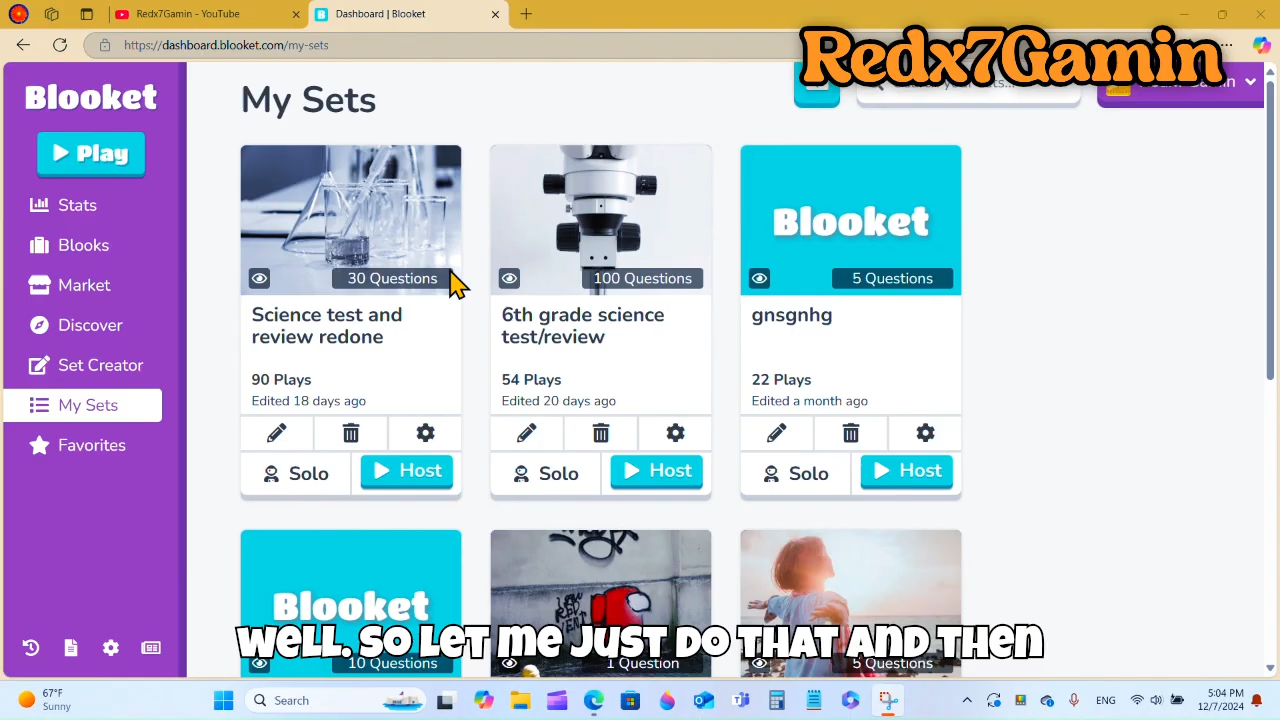 Redx7Gamin - YouTube
Dashboard | Blooket
https://dashboard.blooket.com/my-sets
Redx7Gamin
Blooket
Play
Stats
Blooks
Market
Discover
Set Creator
My Sets
Favorites
My Sets
30 Questions
Science test and
review redone
90 Plays
Edited 18 days ago
Solo
Host
100 Questions
6th grade science
test/review
54 Plays
Edited 20 days ago
Solo
Host
Blooket
5 Questions
gnsgnhg
22 Plays
Edited a month ago
Solo
Host
Blooket
10 Questions
1 Question
5 Questions
well. So let me just do that and then
67°F
Sunny
Search
ENG
5:04 PM
12/7/2024